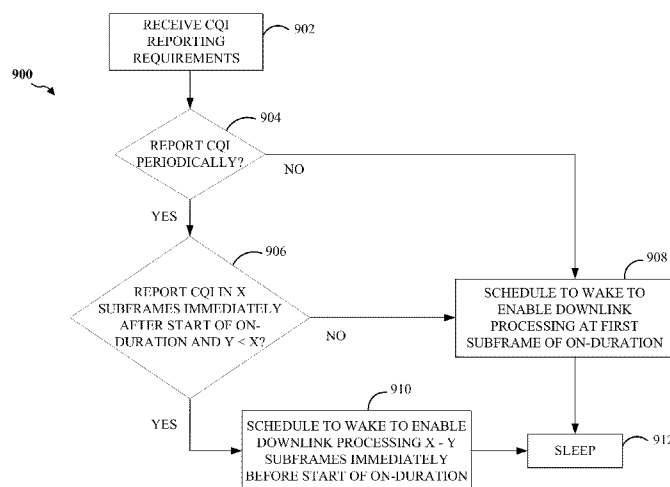 RECEIVE CQI
REPORTING
REQUIREMENTS
902
900
904
REPORT CQI
PERIODICALLY?
NO
YES
906
REPORT CQI IN X
SUBFRAMES IMMEDIATELY
AFTER START OF ON-
DURATION AND Y < X?
NO
908
SCHEDULE TO WAKE TO
ENABLE DOWNLINK
PROCESSING AT FIRST
SUBFRAME OF ON-DURATION
YES
910
SCHEDULE TO WAKE TO ENABLE
DOWNLINK PROCESSING X - Y
SUBFRAMES IMMEDIATELY
BEFORE START OF ON-DURATION
SLEEP
912